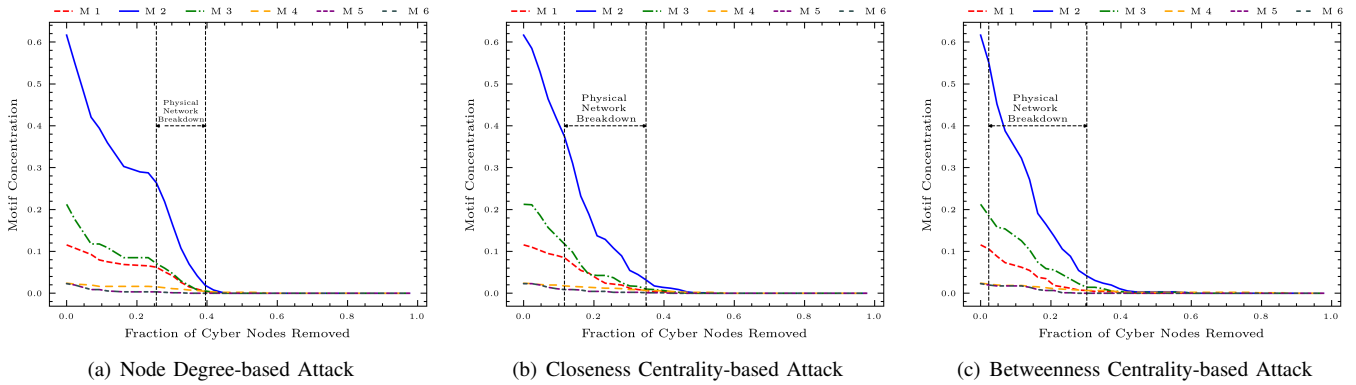 M 1 M 2 M 3 M 4 M 5 M 6
0.6
0.5
0.4
0.3
0.2
0.1
0.0
Motif Concentration
Physical
Network
Breakdown
0.0 0.2 0.4 0.6 0.8 1.0
Fraction of Cyber Nodes Removed
(a) Node Degree-based Attack
M 1 M 2 M 3 M 4 M 5 M 6
0.6
0.5
0.4
0.3
0.2
0.1
0.0
Motif Concentration
Physical
Network
Breakdown
0.0 0.2 0.4 0.6 0.8 1.0
Fraction of Cyber Nodes Removed
(b) Closeness Centrality-based Attack
M 1 M 2 M 3 M 4 M 5 M 6
0.6
0.5
0.4
0.3
0.2
0.1
0.0
Motif Concentration
Physical
Network
Breakdown
0.0 0.2 0.4 0.6 0.8 1.0
Fraction of Cyber Nodes Removed
(c) Betweenness Centrality-based Attack